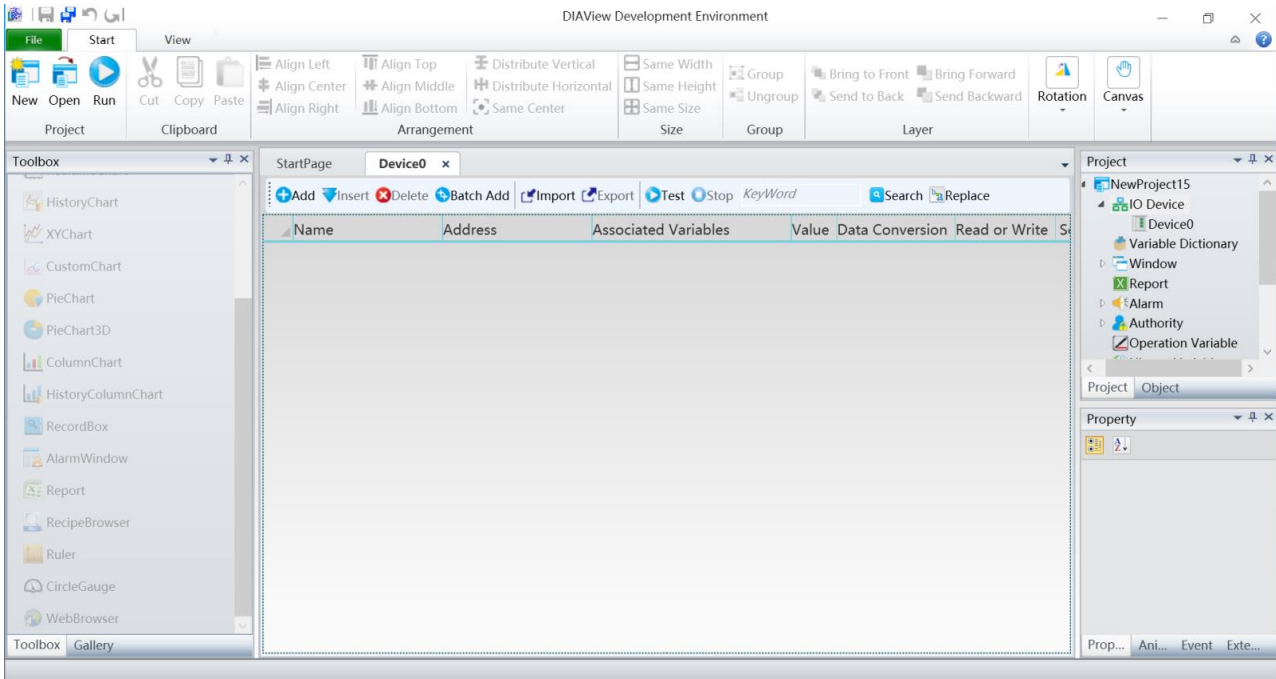 DIAView Development Environment
File Start View
New Open Run
Project
Cut Copy Paste
Clipboard
Align Left Align Top Distribute Vertical
Align Center Align Middle Distribute Horizontal
Align Right Align Bottom Same Center
Arrangement
Same Width
Same Height
Same Size
Size
Group
Ungroup
Group
Bring to Front Bring Forward
Send to Back Send Backward
Layer
Rotation
Canvas
Toolbox
HistoryChart
XYChart
CustomChart
PieChart
PieChart3D
ColumnChart
HistoryColumnChart
RecordBox
AlarmWindow
Report
RecipeBrowser
Ruler
CircleGauge
WebBrowser
Toolbox Gallery
StartPage Device0 x
Add Insert Delete Batch Add Import Export Test Stop KeyWord Search Replace
Name Address Associated Variables Value Data Conversion Read or Write
Project
NewProject15
IO Device
Device0
Variable Dictionary
Window
Report
Alarm
Authority
Operation Variable
Project Object
Property
Prop... Ani... Event Exte...